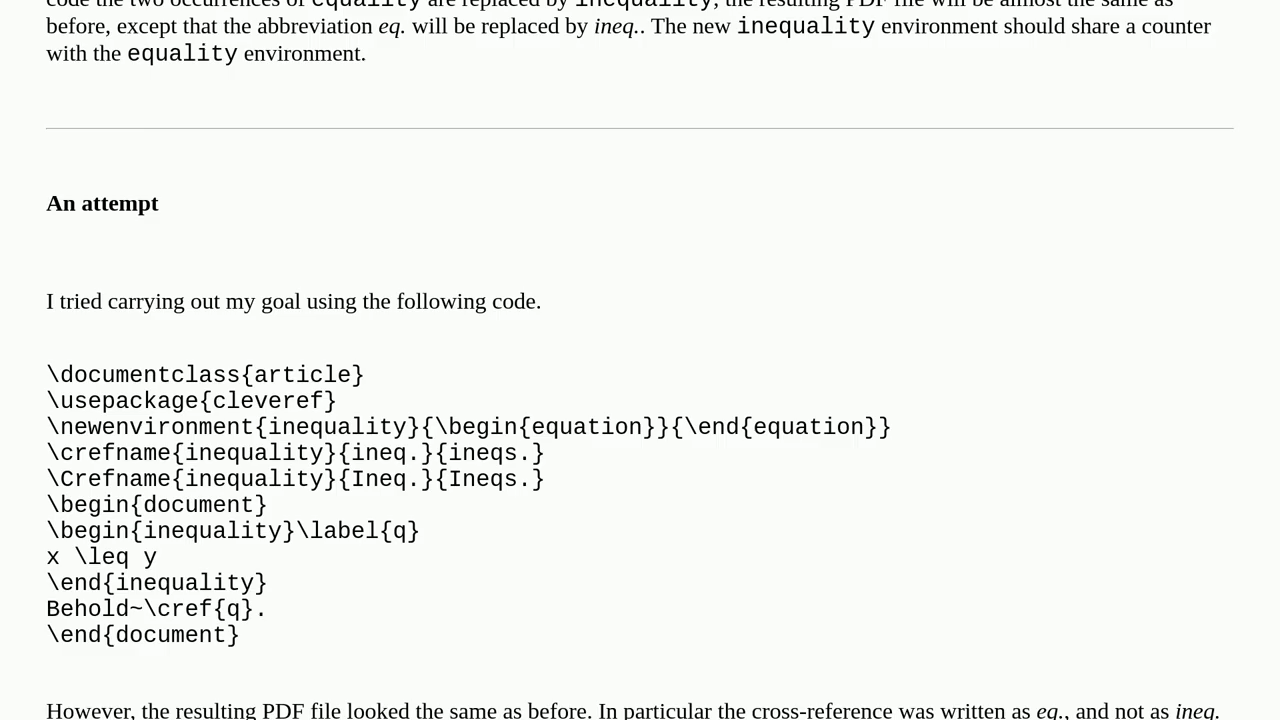 code the two occurrences of equality are replaced by inequality, the resulting PDF file will be almost the same as
before, except that the abbreviation eq. will be replaced by ineq.. The new inequality environment should share a counter
with the equality environment.
An attempt
I tried carrying out my goal using the following code.
\documentclass{article}
\usepackage{cleveref}
\newenvironment{inequality}{\begin{equation}}{\end{equation}}
\crefname{inequality}{ineq.}{ineqs.}
\Crefname{inequality}{Ineq.}{Ineqs.}
\begin{document}
\begin{inequality}\label{q}
x \leq y
\end{inequality}
Behold~\cref{q}.
\end{document}
However, the resulting PDF file looked the same as before. In particular the cross-reference was written as eq., and not as ineq.